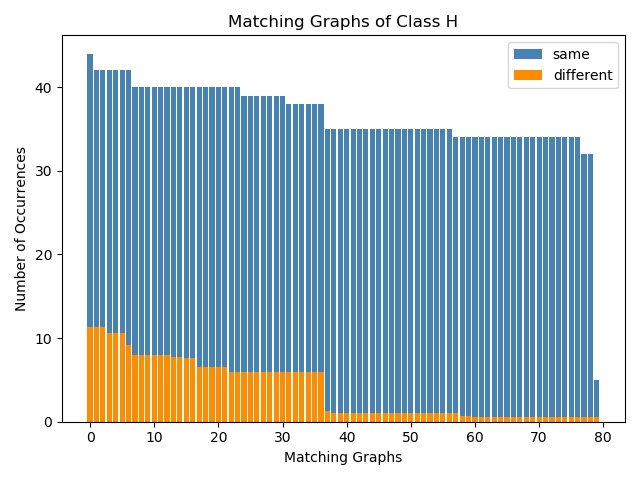 Matching Graphs of Class H
same
different
Number of Occurrences
40
30
20
10
0
0 10 20 30 40 50 60 70 80
Matching Graphs